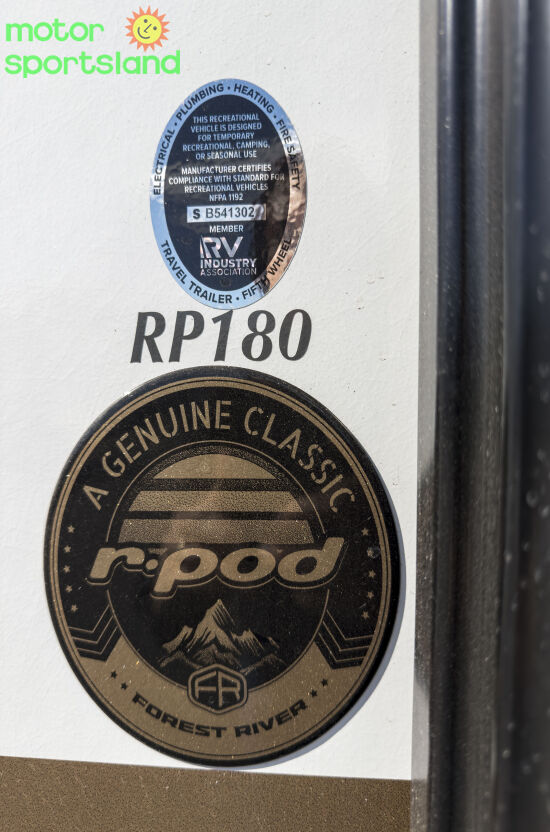 motor
sportsland
ELECTRICAL · PLUMBING · HEATING · FIRE SAFETY
THIS RECREATIONAL
VEHICLE IS DESIGNED
FOR TEMPORARY
RECREATIONAL, CAMPING,
OR SEASONAL USE
MANUFACTURER CERTIFIES
COMPLIANCE WITH STANDARD FOR
RECREATIONAL VEHICLES
NFPA 1192
MEMBER
RV
INDUSTRY
ASSOCIATION
TRAVEL TRAILER · FIFTH WHEEL
RP180
A GENUINE CLASSIC
r·pod
FR
FOREST RIVER